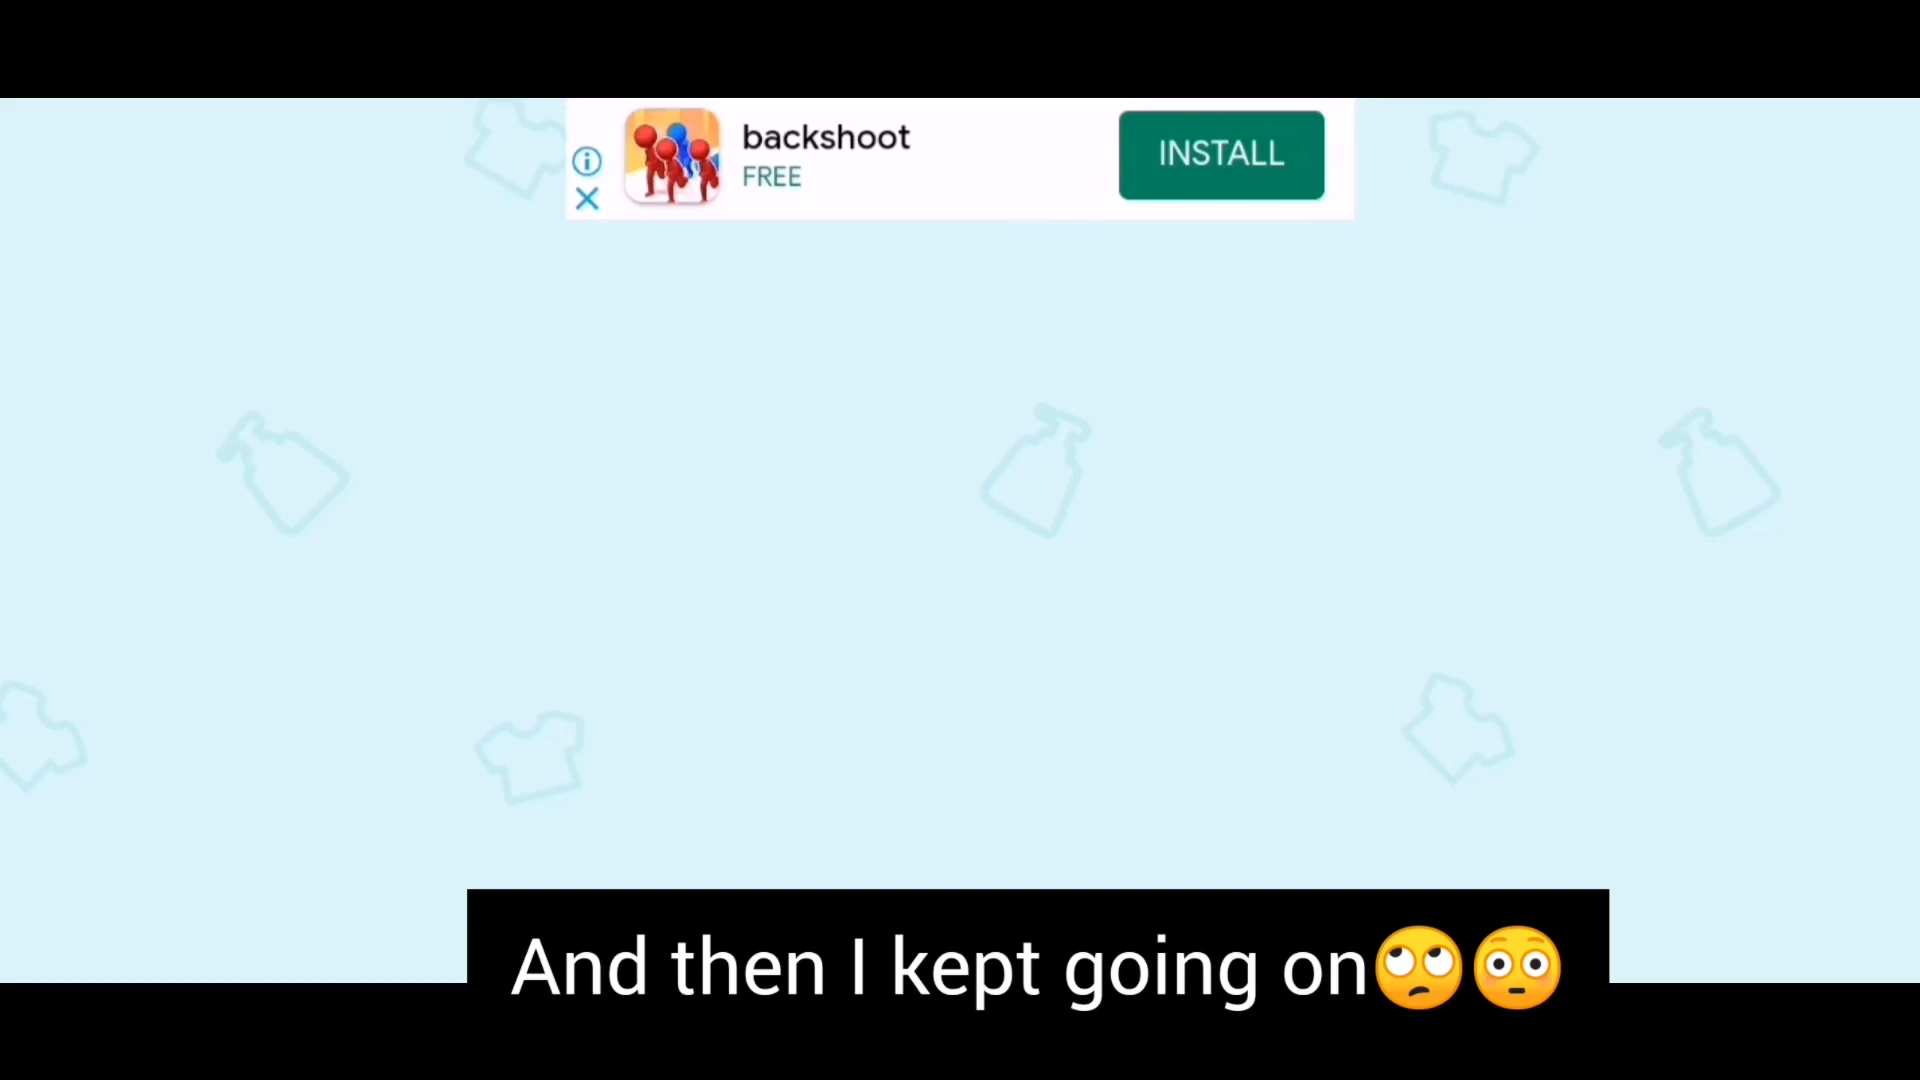 backshoot
FREE
INSTALL
And then I kept going on🙄😳